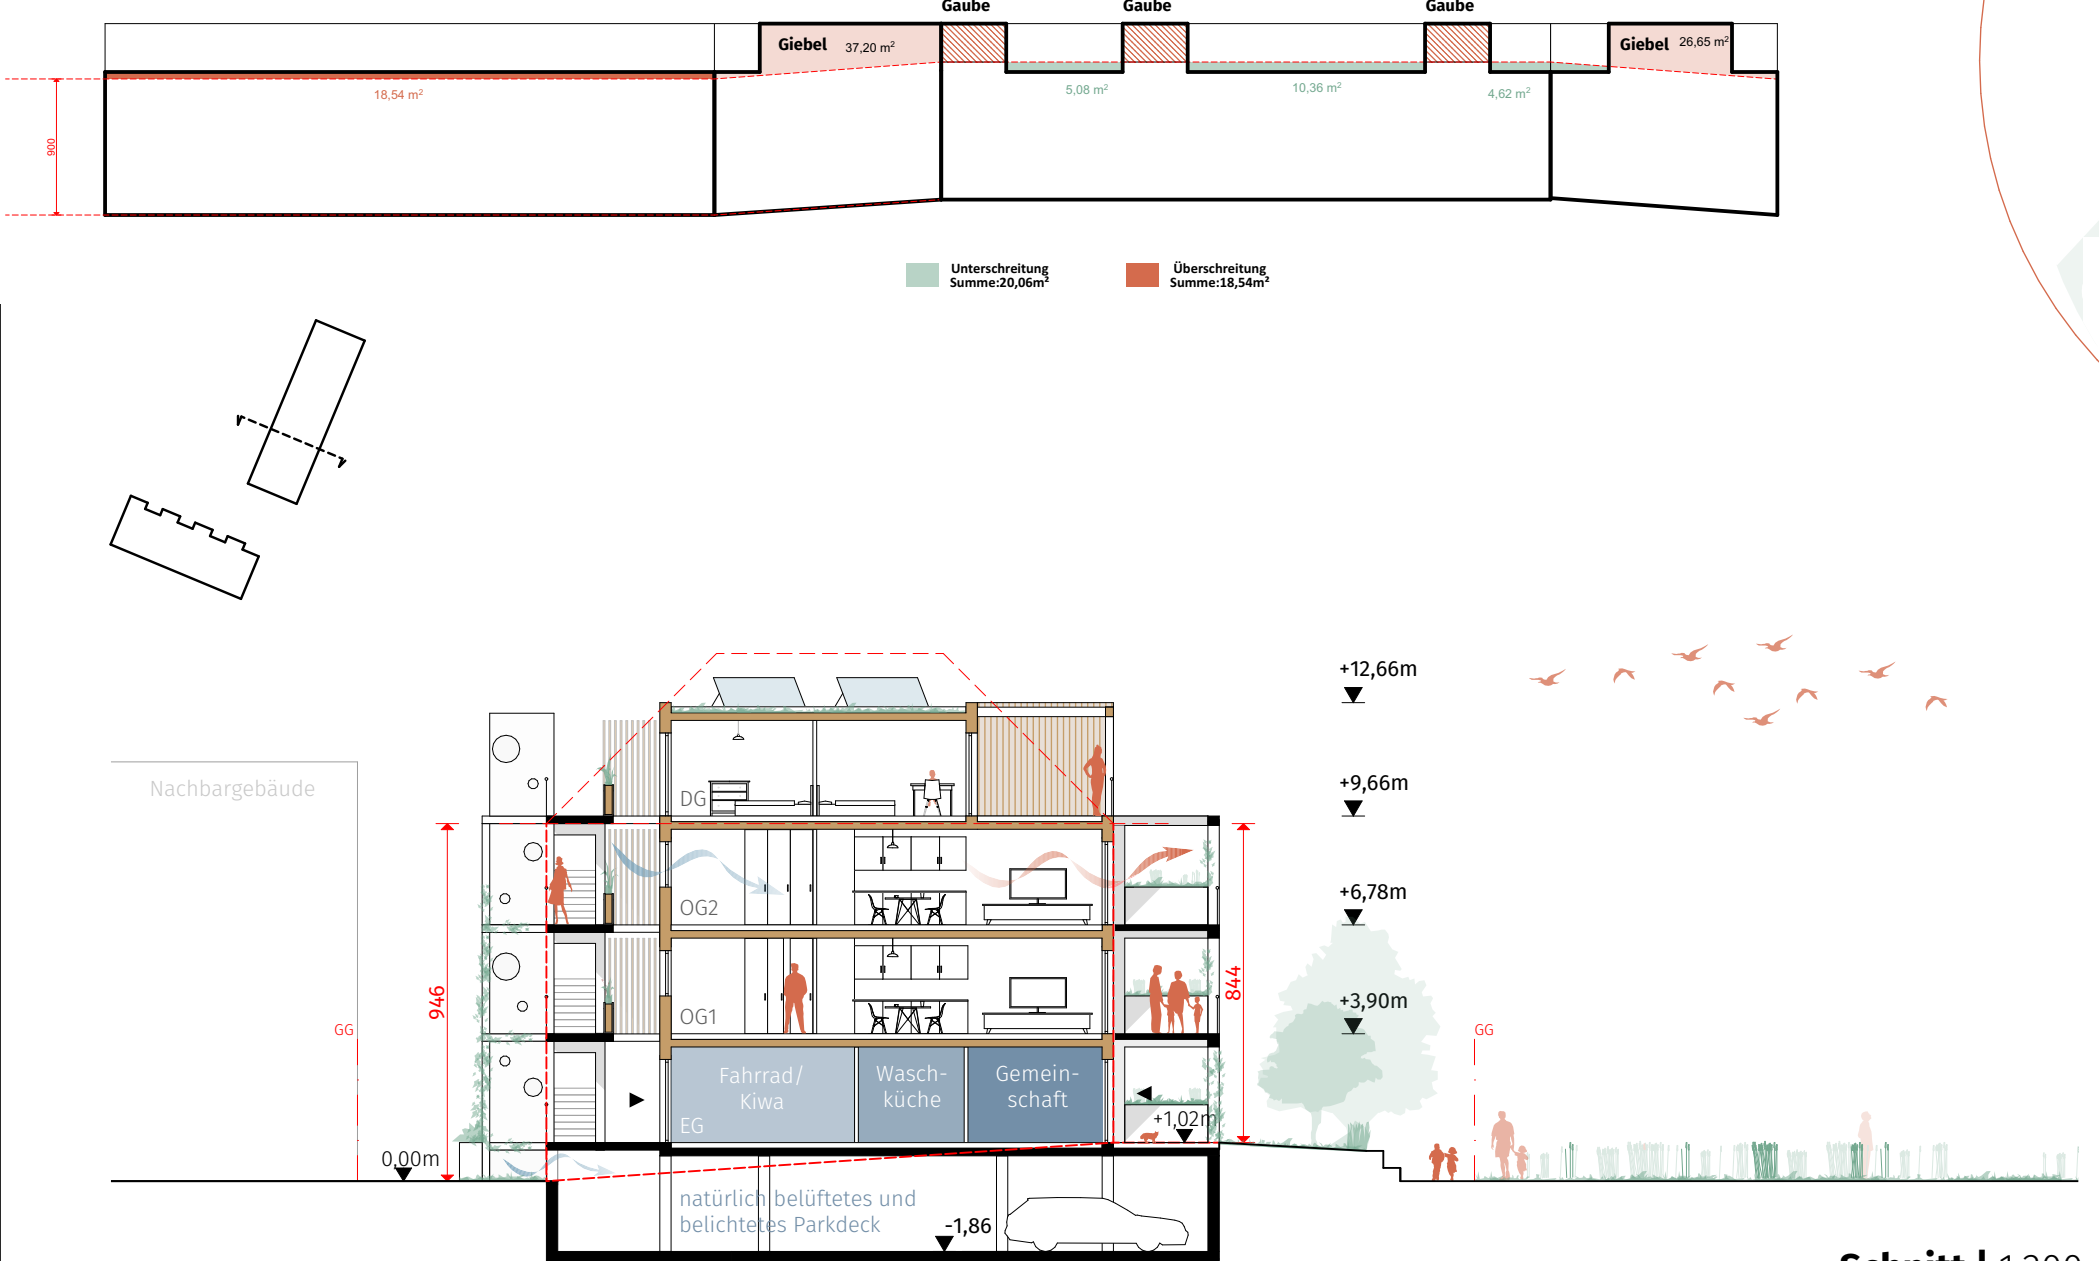 Gaube
Gaube
Gaube
Giebel 37,20 m²
Giebel 26,65 m²
18,54 m²
5,08 m²
10,36 m²
4,62 m²
900
Unterschreitung
Summe:20,06m²
Überschreitung
Summe:18,54m²
+12,66m
Nachbargebäude
+9,66m
DG
+6,78m
OG2
946
844
+3,90m
OG1
GG
GG
Fahrrad/
Kiwa
Wasch-
küche
Gemein-
schaft
EG
+1,02m
0,00m
natürlich belüftetes und
belichtetes Parkdeck
-1,86
Schnitt |